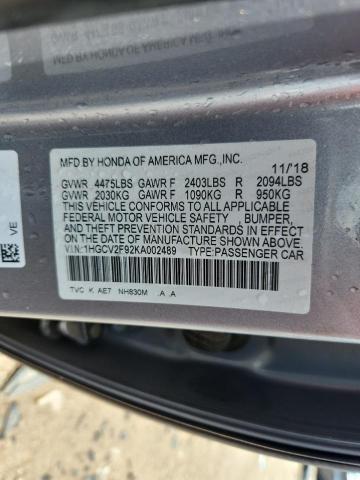 MFD BY HONDA OF AMERICA MFG.,INC. 11/18
GVWR 4475LBS GAWR F 2403LBS R 2094LBS
GVWR 2030KG GAWR F 1090KG R 950KG
THIS VEHICLE CONFORMS TO ALL APPLICABLE
FEDERAL MOTOR VEHICLE SAFETY , BUMPER,
AND THEFT PREVENTION STANDARDS IN EFFECT
ON THE DATE OF MANUFACTURE SHOWN ABOVE.
V.I.N.:1HGCV2F92KA002489 TYPE:PASSENGER CAR
TVC K AE7 NH830M .A .A
VE